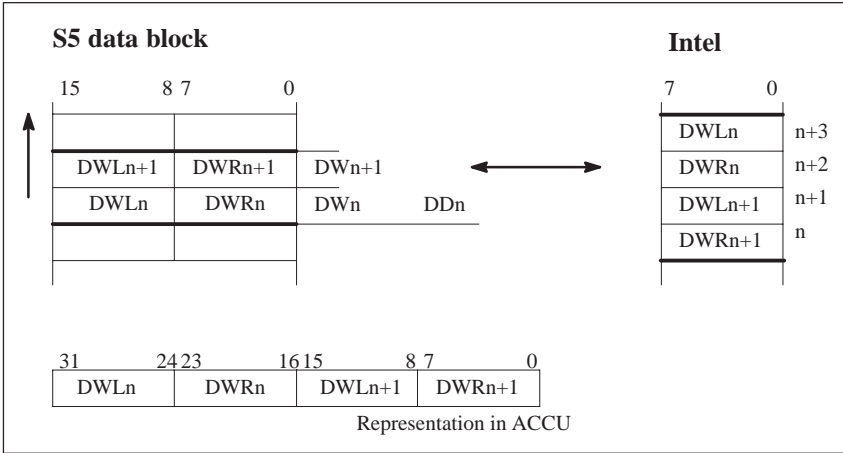 S5 data block Intel
15 8 7 0 7 0
DWLn n+3
DWLn+1 DWRn+1 DWn+1 DWRn n+2
DWLn DWRn DWn DDn DWLn+1 n+1
DWRn+1 n
31 24 23 16 15 8 7 0
DWLn DWRn DWLn+1 DWRn+1
Representation in ACCU